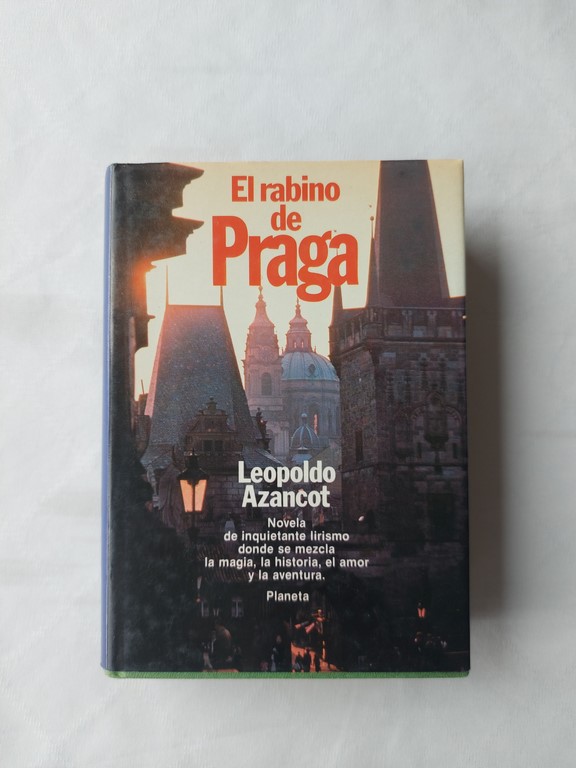 El rabino
de
Praga
Leopoldo
Azancot
Novela
de inquietante lirismo
donde se mezcla
la magia, la historia, el amor
y la aventura.
Planeta